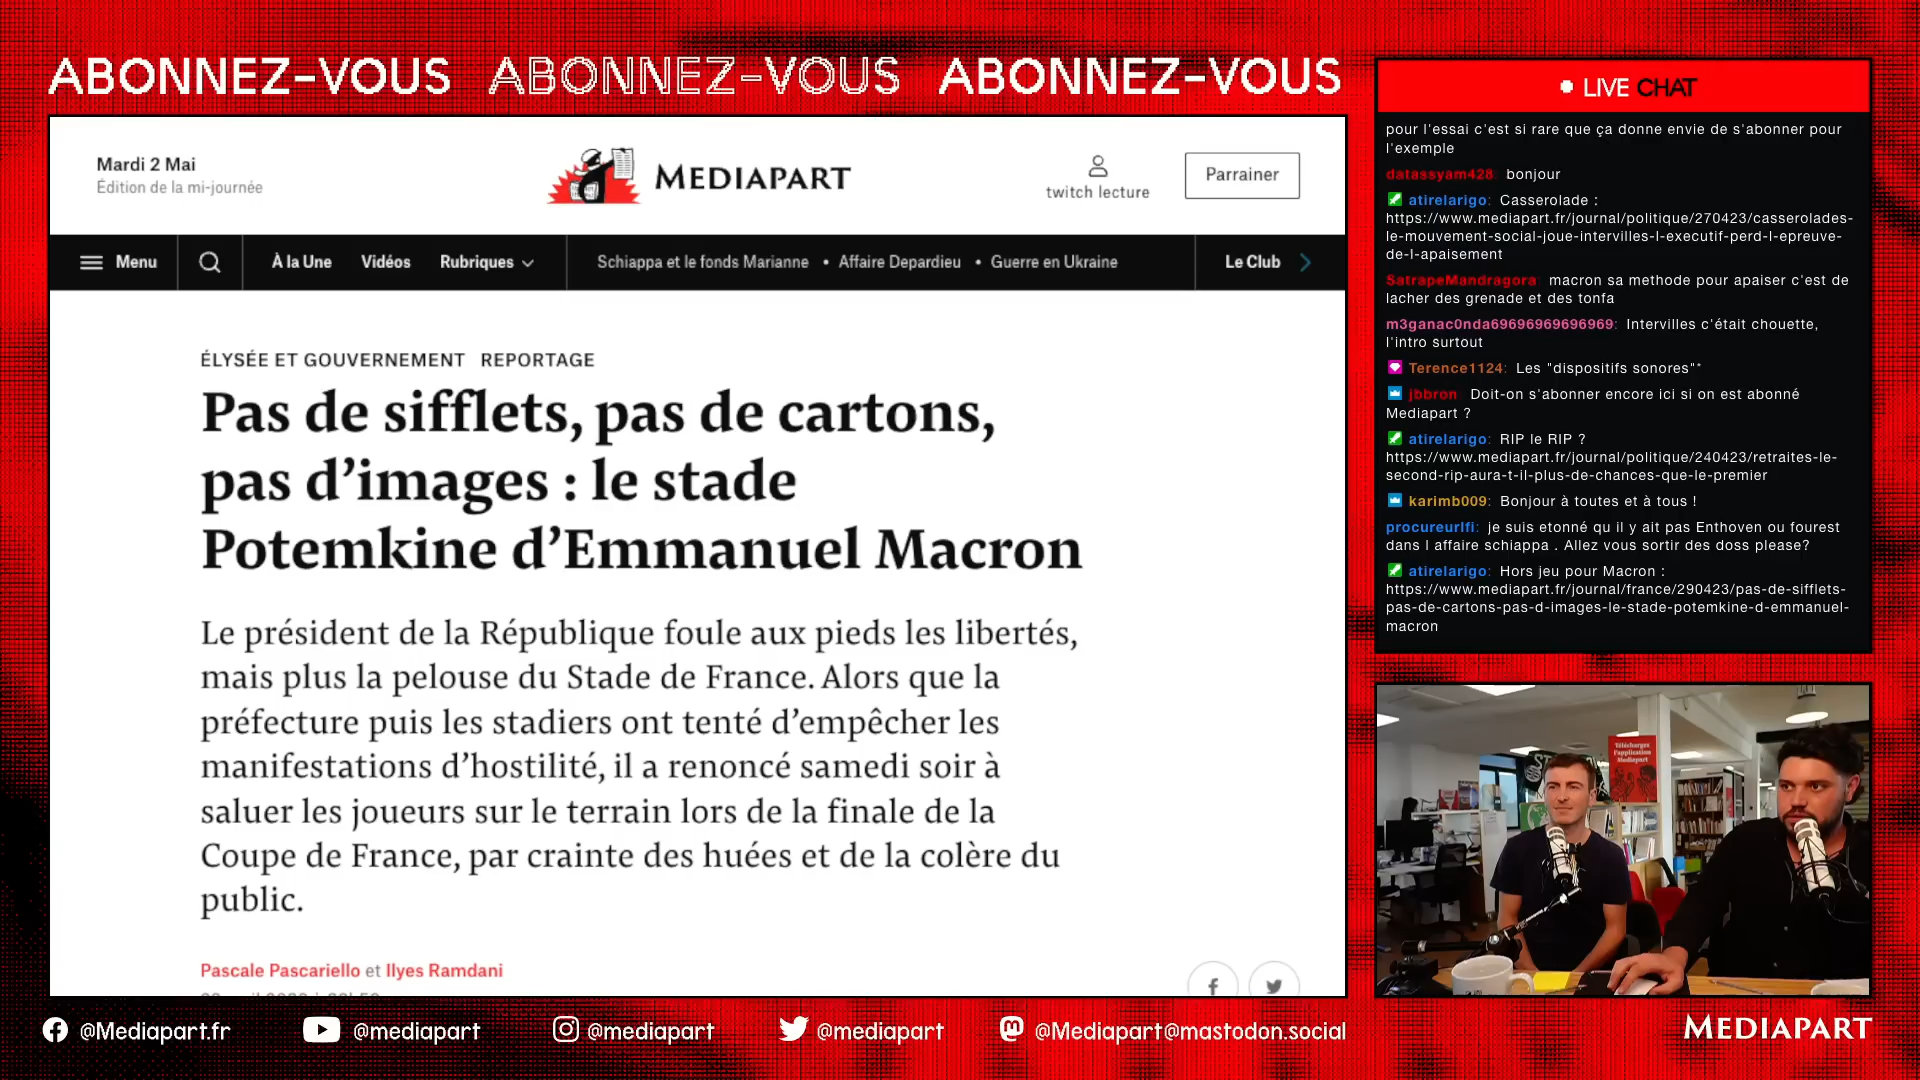 ABONNEZ-VOUS ABONNEZ-VOUS ABONNEZ-VOUS
Mardi 2 Mai
Édition de la mi-journée
MEDIAPART
twitch lecture
Parrainer
Menu
À la Une Vidéos Rubriques
Schiappa et le fonds Marianne • Affaire Depardieu • Guerre en Ukraine
Le Club
ÉLYSÉE ET GOUVERNEMENT REPORTAGE
Pas de sifflets, pas de cartons,
pas d’images : le stade
Potemkine d’Emmanuel Macron
Le président de la République foule aux pieds les libertés,
mais plus la pelouse du Stade de France. Alors que la
préfecture puis les stadiers ont tenté d’empêcher les
manifestations d’hostilité, il a renoncé samedi soir à
saluer les joueurs sur le terrain lors de la finale de la
Coupe de France, par crainte des huées et de la colère du
public.
Pascale Pascariello et Ilyes Ramdani
LIVE CHAT
pour l'essai c'est si rare que ça donne envie de s'abonner pour
l'exemple
datassyam428: bonjour
atirelarigo: Casserolade :
https://www.mediapart.fr/journal/politique/270423/casserolades-
le-mouvement-social-joue-intervilles-l-executif-perd-l-epreuve-
de-l-apaisement
SatrapeMandragora: macron sa methode pour apaiser c'est de
lacher des grenade et des tonfa
m3ganac0nda69696969696969: Intervilles c'était chouette,
l'intro surtout
Terence1124: Les "dispositifs sonores"*
jbbron: Doit-on s'abonner encore ici si on est abonné
Mediapart ?
atirelarigo: RIP le RIP ?
https://www.mediapart.fr/journal/politique/240423/retraites-le-
second-rip-aura-t-il-plus-de-chances-que-le-premier
karimb009: Bonjour à toutes et à tous !
procureurlfi: je suis etonné qu il y ait pas Enthoven ou fourest
dans l affaire schiappa . Allez vous sortir des doss please?
atirelarigo: Hors jeu pour Macron :
https://www.mediapart.fr/journal/france/290423/pas-de-sifflets-
pas-de-cartons-pas-d-images-le-stade-potemkine-d-emmanuel-
macron
Téléchargez
l'application
Mediapart
@Mediapart.fr
@mediapart
@mediapart
@mediapart
@Mediapart@mastodon.social
MEDIAPART